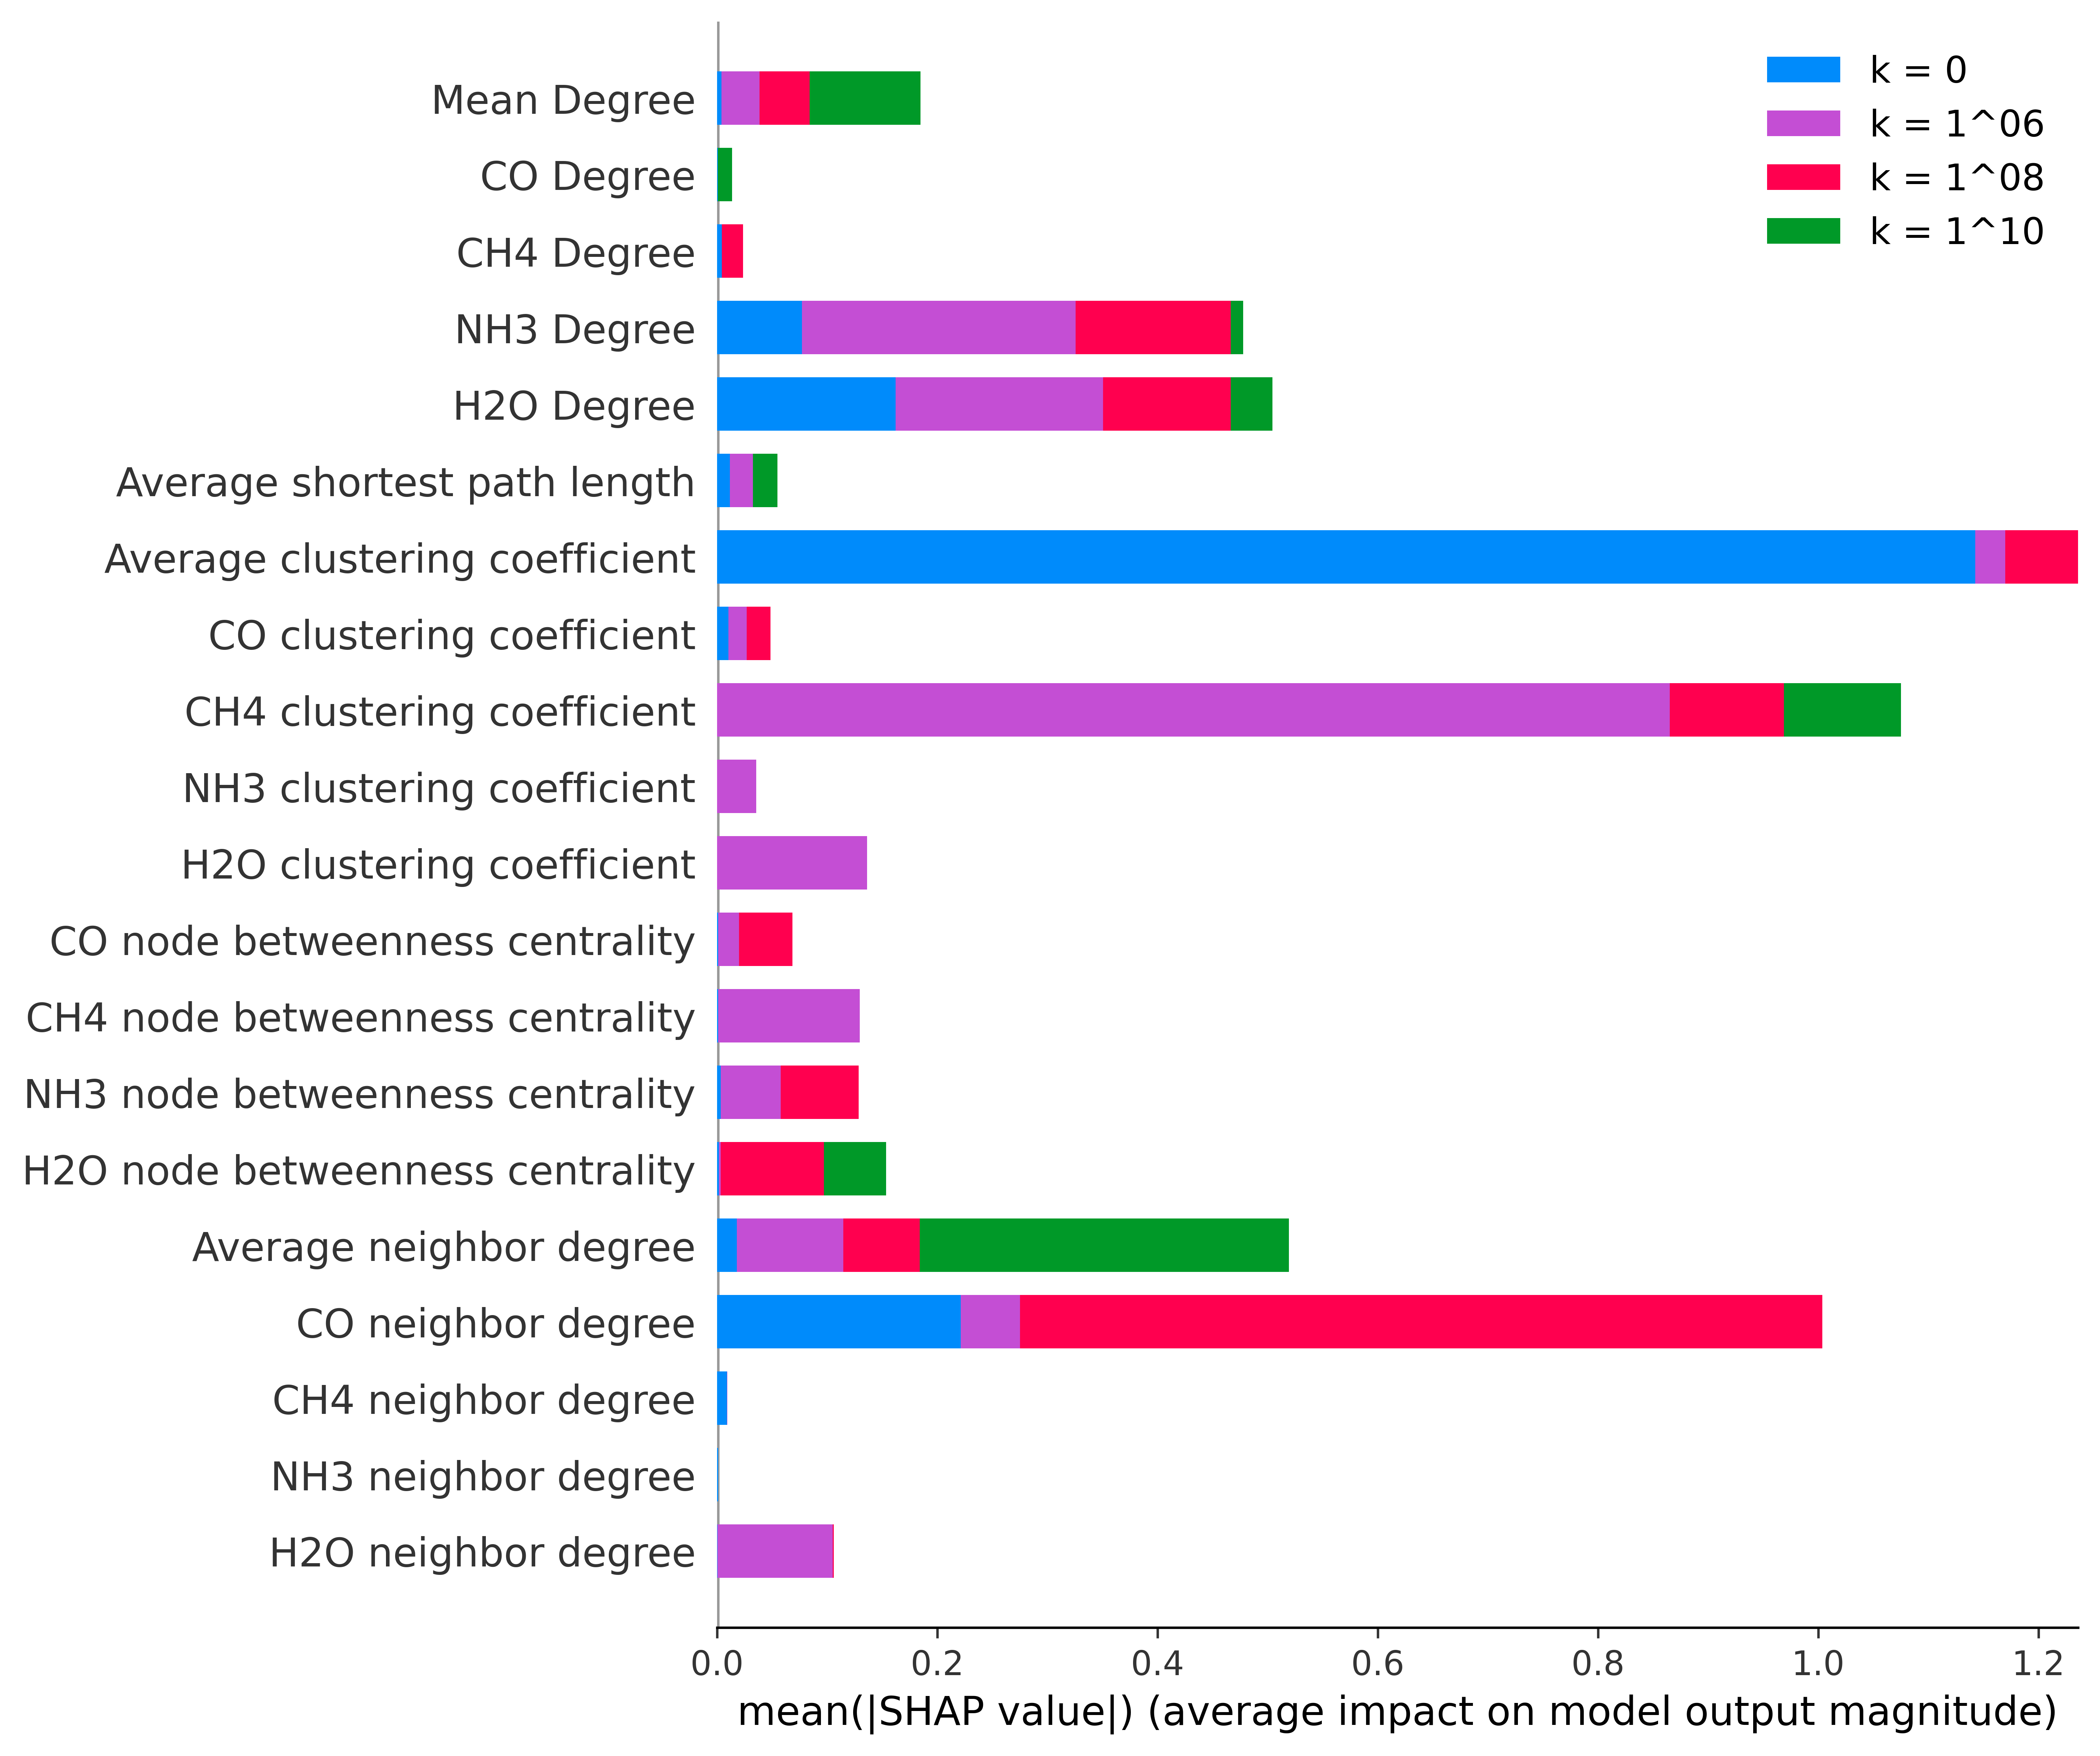 Mean Degree
CO Degree
CH4 Degree
NH3 Degree
H2O Degree
Average shortest path length
Average clustering coefficient
CO clustering coefficient
CH4 clustering coefficient
NH3 clustering coefficient
H2O clustering coefficient
CO node betweenness centrality
CH4 node betweenness centrality
NH3 node betweenness centrality
H2O node betweenness centrality
Average neighbor degree
CO neighbor degree
CH4 neighbor degree
NH3 neighbor degree
H2O neighbor degree
k = 0
k = 1^06
k = 1^08
k = 1^10
0.0 0.2 0.4 0.6 0.8 1.0 1.2
mean(|SHAP value|) (average impact on model output magnitude)